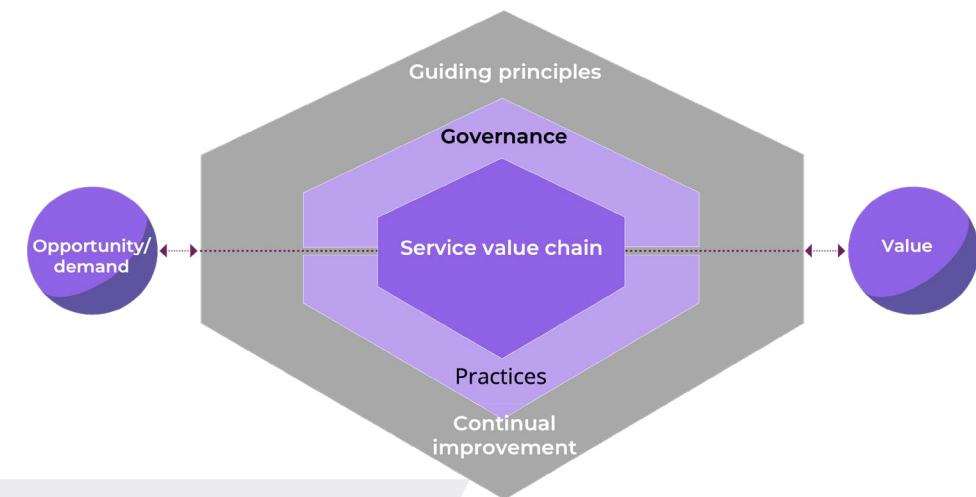 Guiding principles
Governance
Opportunity/
demand
Service value chain
Value
Practices
Continual
improvement